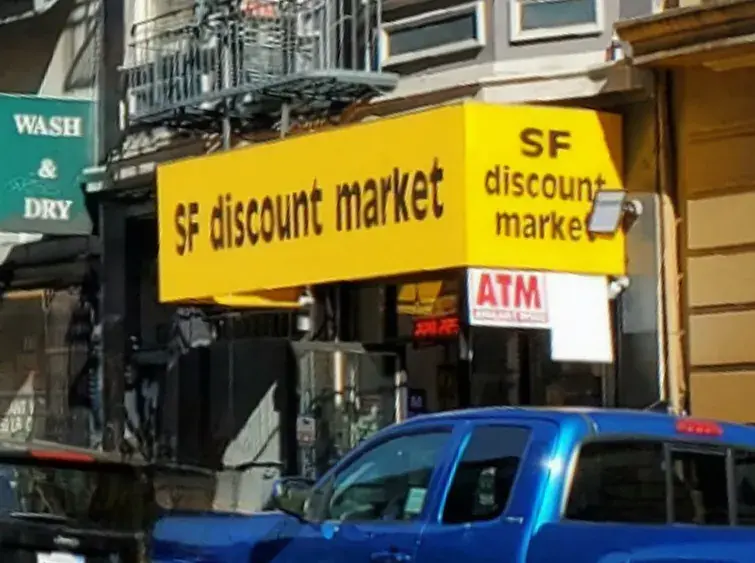 WASH
&
DRY
SF discount market
SF
discount
market
ATM